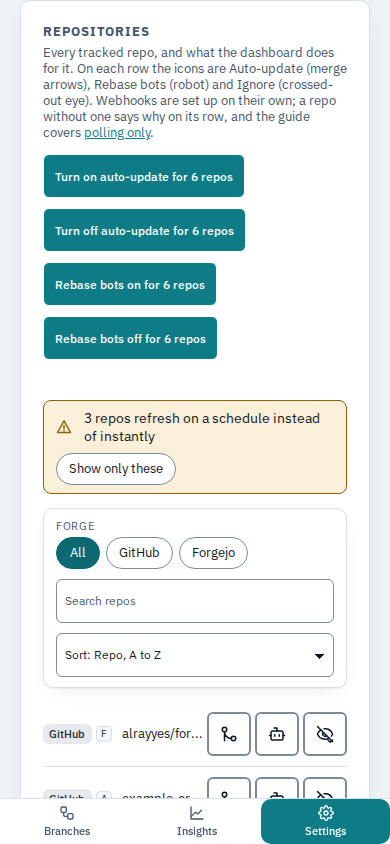 REPOSITORIES
Every tracked repo, and what the dashboard does
for it. On each row the icons are Auto-update (merge
arrows), Rebase bots (robot) and Ignore (crossed-
out eye). Webhooks are set up on their own; a repo
without one says why on its row, and the guide
covers polling only.
Turn on auto-update for 6 repos
Turn off auto-update for 6 repos
Rebase bots on for 6 repos
Rebase bots off for 6 repos
3 repos refresh on a schedule instead
of instantly
Show only these
FORGE
All GitHub Forgejo
Search repos
Sort: Repo, A to Z
GitHub F alrayyes/for...
GitHub A
Branches Insights Settings